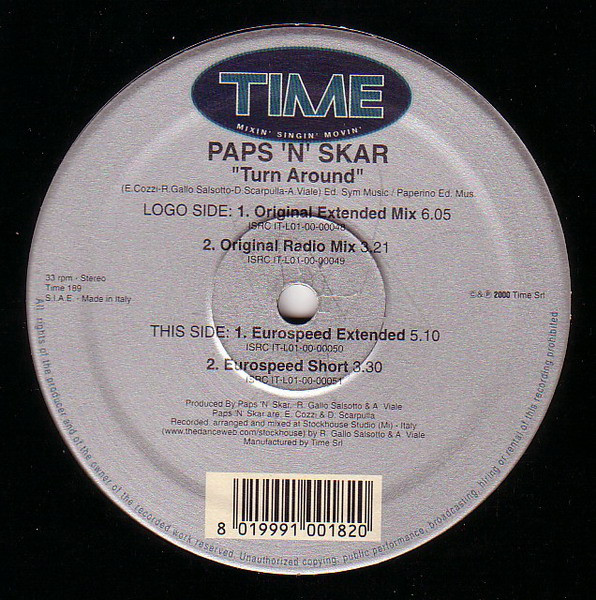 TIME
MIXIN' SINGIN' MOVIN'
PAPS 'N' SKAR
"Turn Around"
(E.Cozzi-R.Gallo Salsotto-D.Scarpulla-A.Viale) Ed. Sym Music / Paperino Ed. Mus.
LOGO SIDE: 1. Original Extended Mix 6.05
ISRC IT-L01-00-00048
2. Original Radio Mix 3.21
ISRC IT-L01-00-00049
33 rpm - Stereo
Time 189
S.I.A.E. - Made in Italy
©&℗ 2000 Time Srl
THIS SIDE: 1. Eurospeed Extended 5.10
ISRC IT-L01-00-00050
2. Eurospeed Short 3.30
ISRC IT-L01-00-00051
Produced By Paps 'N' Skar, R. Gallo Salsotto & A. Viale
Paps 'N' Skar are: E. Cozzi & D. Scarpulla
Recorded, arranged and mixed at Stockhouse Studio (Mi) - Italy
(www.thedanceweb.com/stockhouse) by R. Gallo Salsotto & A. Viale
Manufactured by Time Srl
8 019991 001820
All rights of the producer and of the owner of the recorded work reserved. Unauthorized copying, public performance, broadcasting, hiring or rental of this recording prohibited.